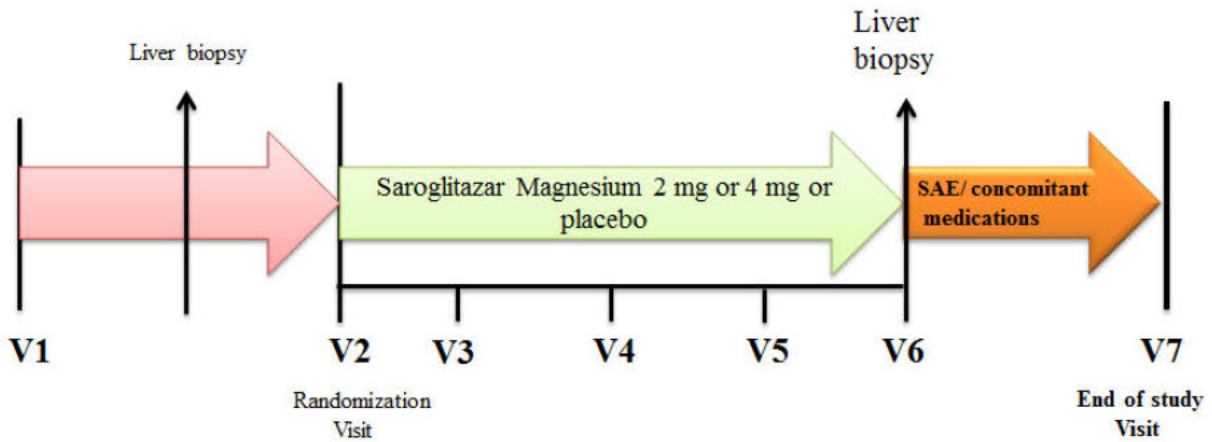 Liver biopsy
Liver
biopsy
Saroglitazar Magnesium 2 mg or 4 mg or
placebo
SAE/ concomitant
medications
V1
V2
V3
V4
V5
V6
V7
Randomization
Visit
End of study
Visit